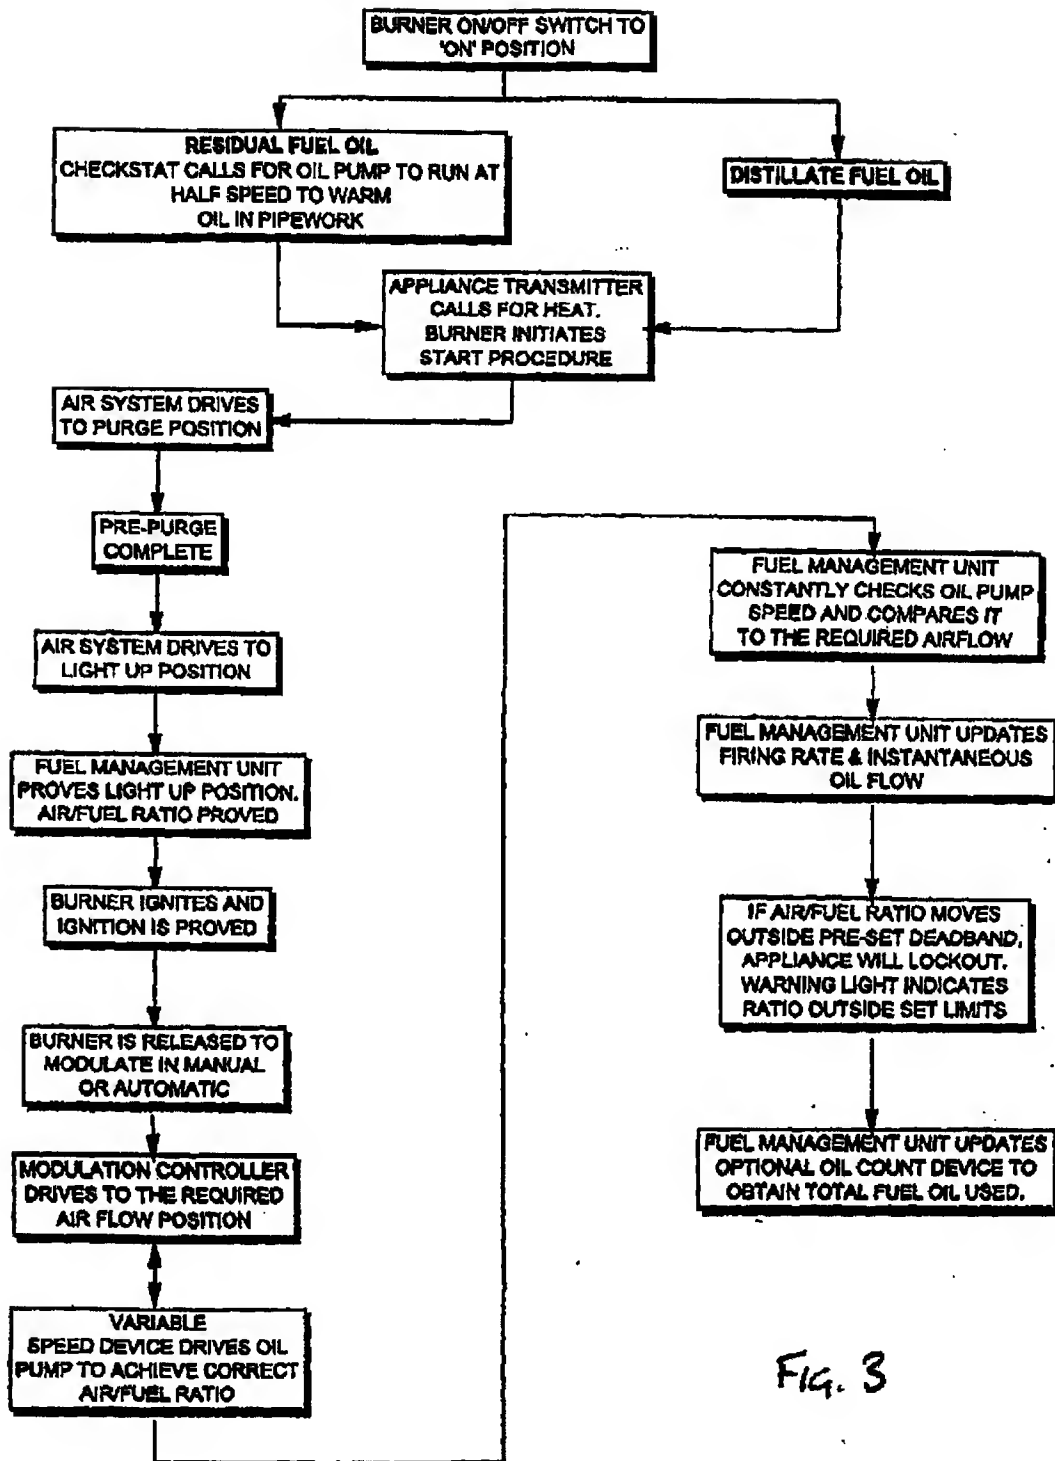 BURNER ON/OFF SWITCH TO
'ON' POSITION
RESIDUAL FUEL OIL
CHECKSTAT CALLS FOR OIL PUMP TO RUN AT
HALF SPEED TO WARM
OIL IN PIPEWORK
DISTILLATE FUEL OIL
APPLIANCE TRANSMITTER
CALLS FOR HEAT.
BURNER INITIATES
START PROCEDURE
AIR SYSTEM DRIVES
TO PURGE POSITION
PRE-PURGE
COMPLETE
AIR SYSTEM DRIVES TO
LIGHT UP POSITION
FUEL MANAGEMENT UNIT
PROVES LIGHT UP POSITION.
AIR/FUEL RATIO PROVED
BURNER IGNITES AND
IGNITION IS PROVED
BURNER IS RELEASED TO
MODULATE IN MANUAL
OR AUTOMATIC
MODULATION CONTROLLER
DRIVES TO THE REQUIRED
AIR FLOW POSITION
VARIABLE
SPEED DEVICE DRIVES OIL
PUMP TO ACHIEVE CORRECT
AIR/FUEL RATIO
FUEL MANAGEMENT UNIT
CONSTANTLY CHECKS OIL PUMP
SPEED AND COMPARES IT
TO THE REQUIRED AIRFLOW
FUEL MANAGEMENT UNIT UPDATES
FIRING RATE & INSTANTANEOUS
OIL FLOW
IF AIR/FUEL RATIO MOVES
OUTSIDE PRE-SET DEADBAND,
APPLIANCE WILL LOCKOUT.
WARNING LIGHT INDICATES
RATIO OUTSIDE SET LIMITS
FUEL MANAGEMENT UNIT UPDATES
OPTIONAL OIL COUNT DEVICE TO
OBTAIN TOTAL FUEL OIL USED.
FIG. 3